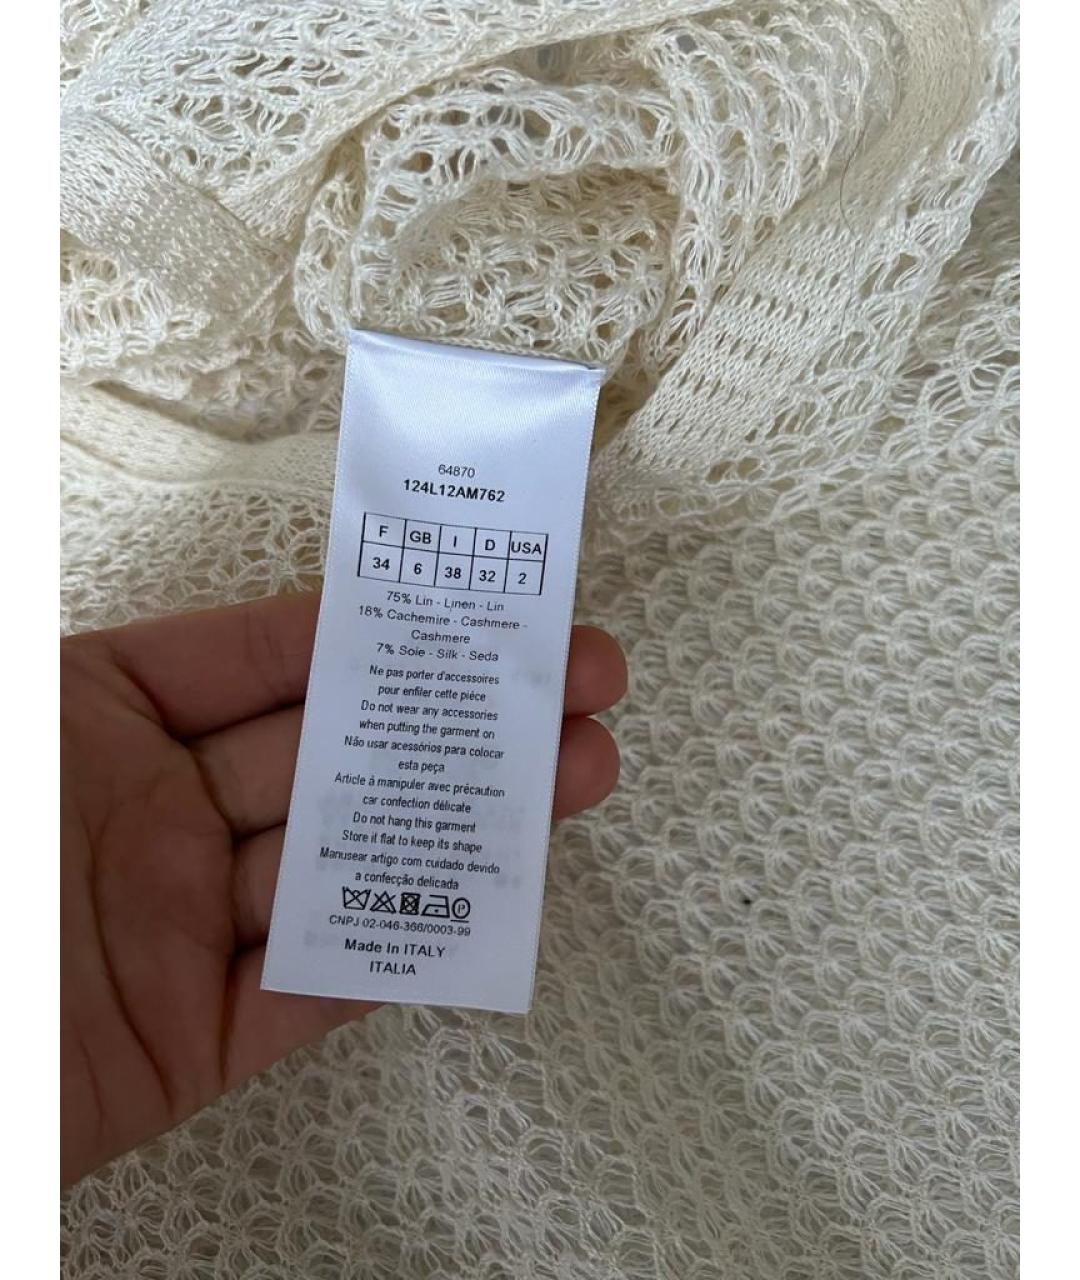 64870
124L12AM762
F GB I D USA
34 6 38 32 2
75% Lin - Linen - Lin
18% Cachemire - Cashmere -
Cashmere
7% Soie - Silk - Seda
Ne pas porter d'accessoires
pour enfiler cette pièce
Do not wear any accessories
when putting the garment on
Não usar acessórios para colocar
esta peça
Article à manipuler avec précaution
car confection délicate
Do not hang this garment
Store it flat to keep its shape
Manusear artigo com cuidado devido
a confecção delicada
P
CNPJ 02-046-366/0003-99
Made In ITALY
ITALIA